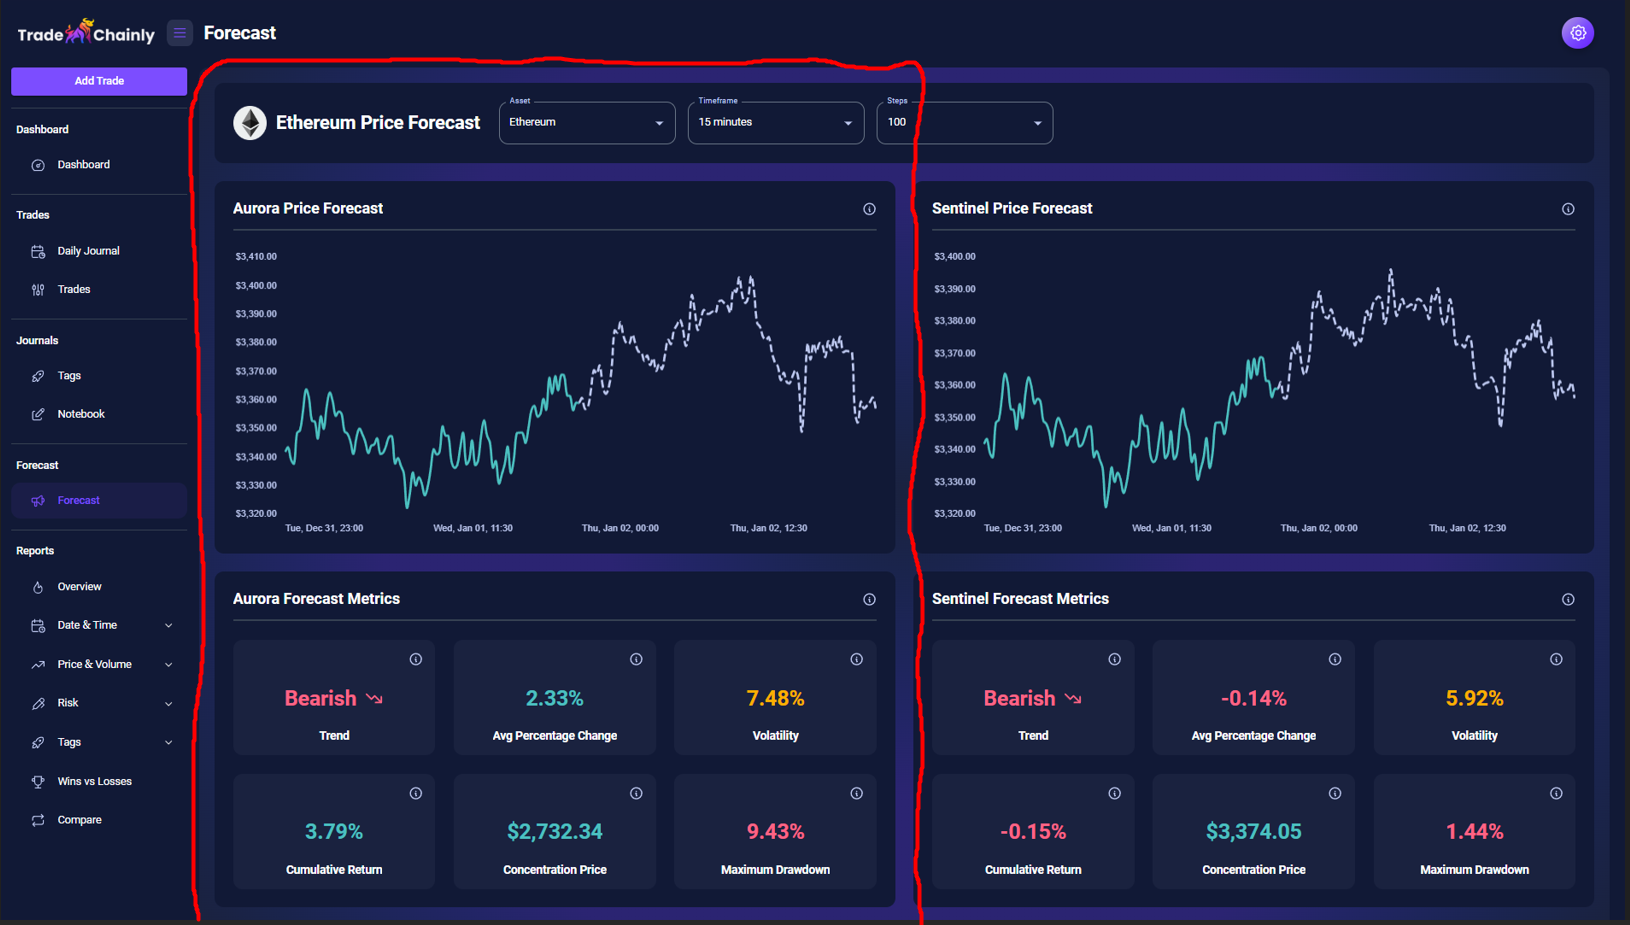 Trade Chainly
Forecast
Add Trade
Dashboard
Dashboard
Trades
Daily Journal
Trades
Journals
Tags
Notebook
Forecast
Forecast
Reports
Overview
Date & Time
Price & Volume
Risk
Tags
Wins vs Losses
Compare
Ethereum Price Forecast
Asset
Ethereum
Timeframe
15 minutes
Steps
100
Aurora Price Forecast
$3,410.00
$3,400.00
$3,390.00
$3,380.00
$3,370.00
$3,360.00
$3,350.00
$3,340.00
$3,330.00
$3,320.00
Tue, Dec 31, 23:00 Wed, Jan 01, 11:30 Thu, Jan 02, 00:00 Thu, Jan 02, 12:30
Sentinel Price Forecast
$3,400.00
$3,390.00
$3,380.00
$3,370.00
$3,360.00
$3,350.00
$3,340.00
$3,330.00
$3,320.00
Tue, Dec 31, 23:00 Wed, Jan 01, 11:30 Thu, Jan 02, 00:00 Thu, Jan 02, 12:30
Aurora Forecast Metrics
Bearish
Trend
2.33%
Avg Percentage Change
7.48%
Volatility
3.79%
Cumulative Return
$2,732.34
Concentration Price
9.43%
Maximum Drawdown
Sentinel Forecast Metrics
Bearish
Trend
-0.14%
Avg Percentage Change
5.92%
Volatility
-0.15%
Cumulative Return
$3,374.05
Concentration Price
1.44%
Maximum Drawdown